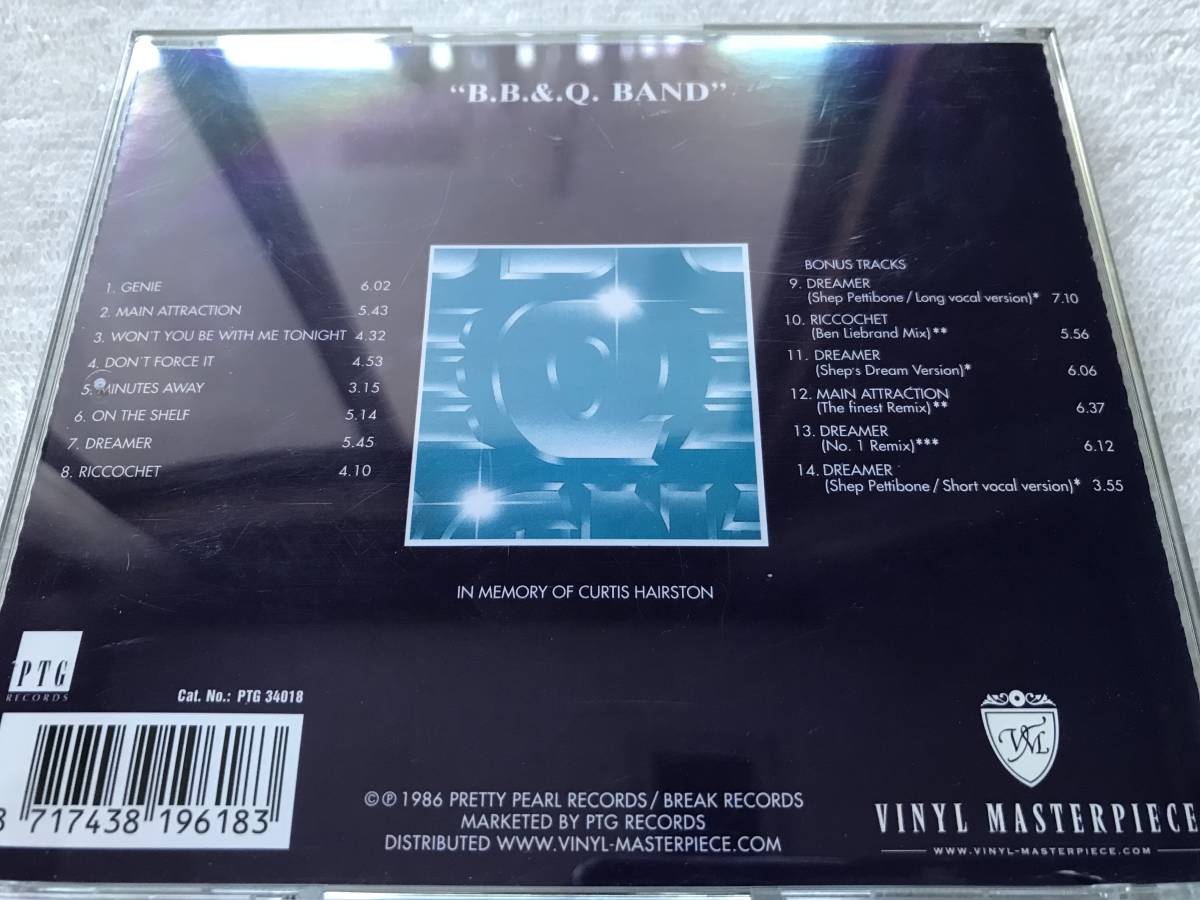 “B.B.&.Q. BAND”
1. GENIE 6.02
2. MAIN ATTRACTION 5.43
3. WON'T YOU BE WITH ME TONIGHT 4.32
4. DON'T FORCE IT 4.53
5. MINUTES AWAY 3.15
6. ON THE SHELF 5.14
7. DREAMER 5.45
8. RICCOCHET 4.10
BONUS TRACKS
9. DREAMER
(Shep Pettibone / Long vocal version)* 7.10
10. RICCOCHET
(Ben Liebrand Mix)** 5.56
11. DREAMER
(Shep's Dream Version)* 6.06
12. MAIN ATTRACTION
(The finest Remix)** 6.37
13. DREAMER
(No. 1 Remix)*** 6.12
14. DREAMER
(Shep Pettibone / Short vocal version)* 3.55
IN MEMORY OF CURTIS HAIRSTON
PTG
RECORDS
Cat. No.: PTG 34018
8 717438 196183
©℗ 1986 PRETTY PEARL RECORDS / BREAK RECORDS
MARKETED BY PTG RECORDS
DISTRIBUTED WWW.VINYL-MASTERPIECE.COM
VML
VINYL MASTERPIECE
WWW.VINYL-MASTERPIECE.COM